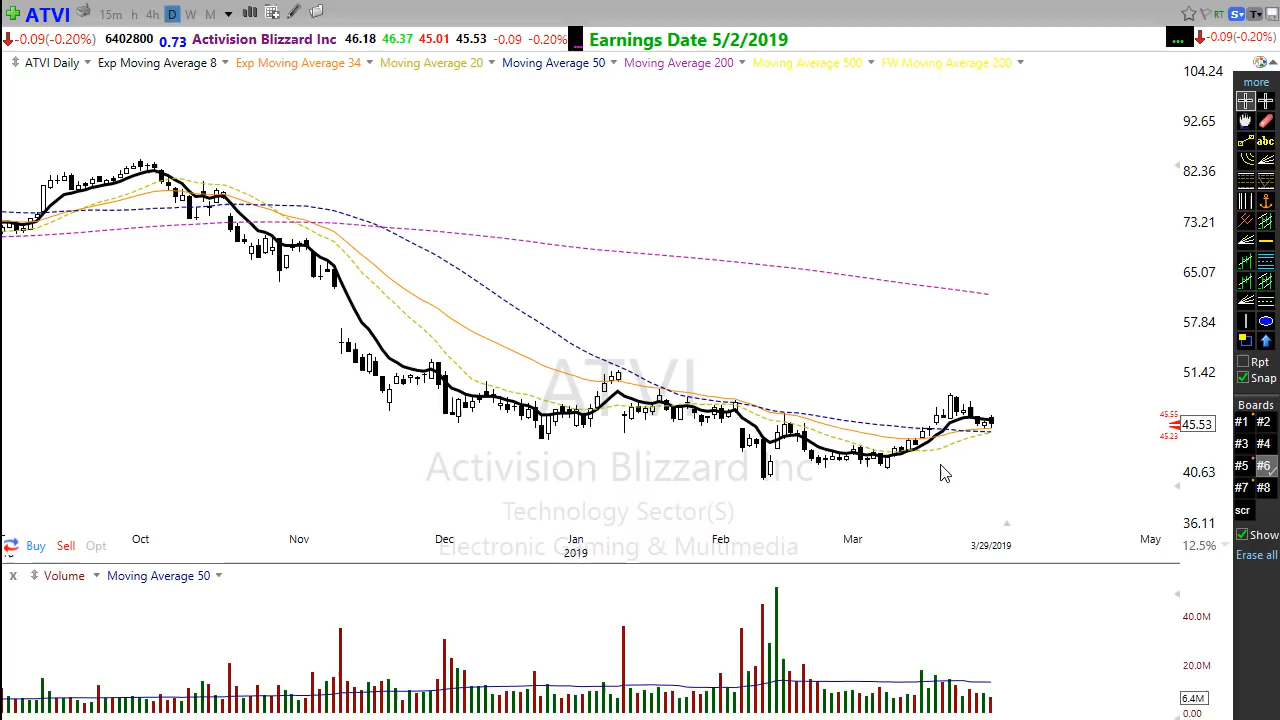 ATVI 15m h 4h D W M RT S T -0.09(-0.20%)
-0.09(-0.20%) 6402800 0.73 Activision Blizzard Inc 46.18 46.37 45.01 45.53 -0.09 -0.20% ... Earnings Date 5/2/2019 ...
ATVI Daily Exp Moving Average 8 Exp Moving Average 34 Moving Average 20 Moving Average 50 Moving Average 200 Moving Average 500 FW Moving Average 200
104.24
more
92.65
abc
82.36
73.21
65.07
57.84
Rpt
51.42
Snap
ATVI
Boards
45.55
45.53
#1 #2
45.23
#3 #4
Activision Blizzard Inc
40.63
#5 #6
#7 #8
Technology Sector(S)
scr
36.11
Oct Nov Dec Jan Feb Mar May
2019
3/29/2019
Show
Buy Sell Opt
Electronic Gaming & Multimedia
12.5%
Erase all
x Volume Moving Average 50
40.0M
20.0M
6.4M
0.00